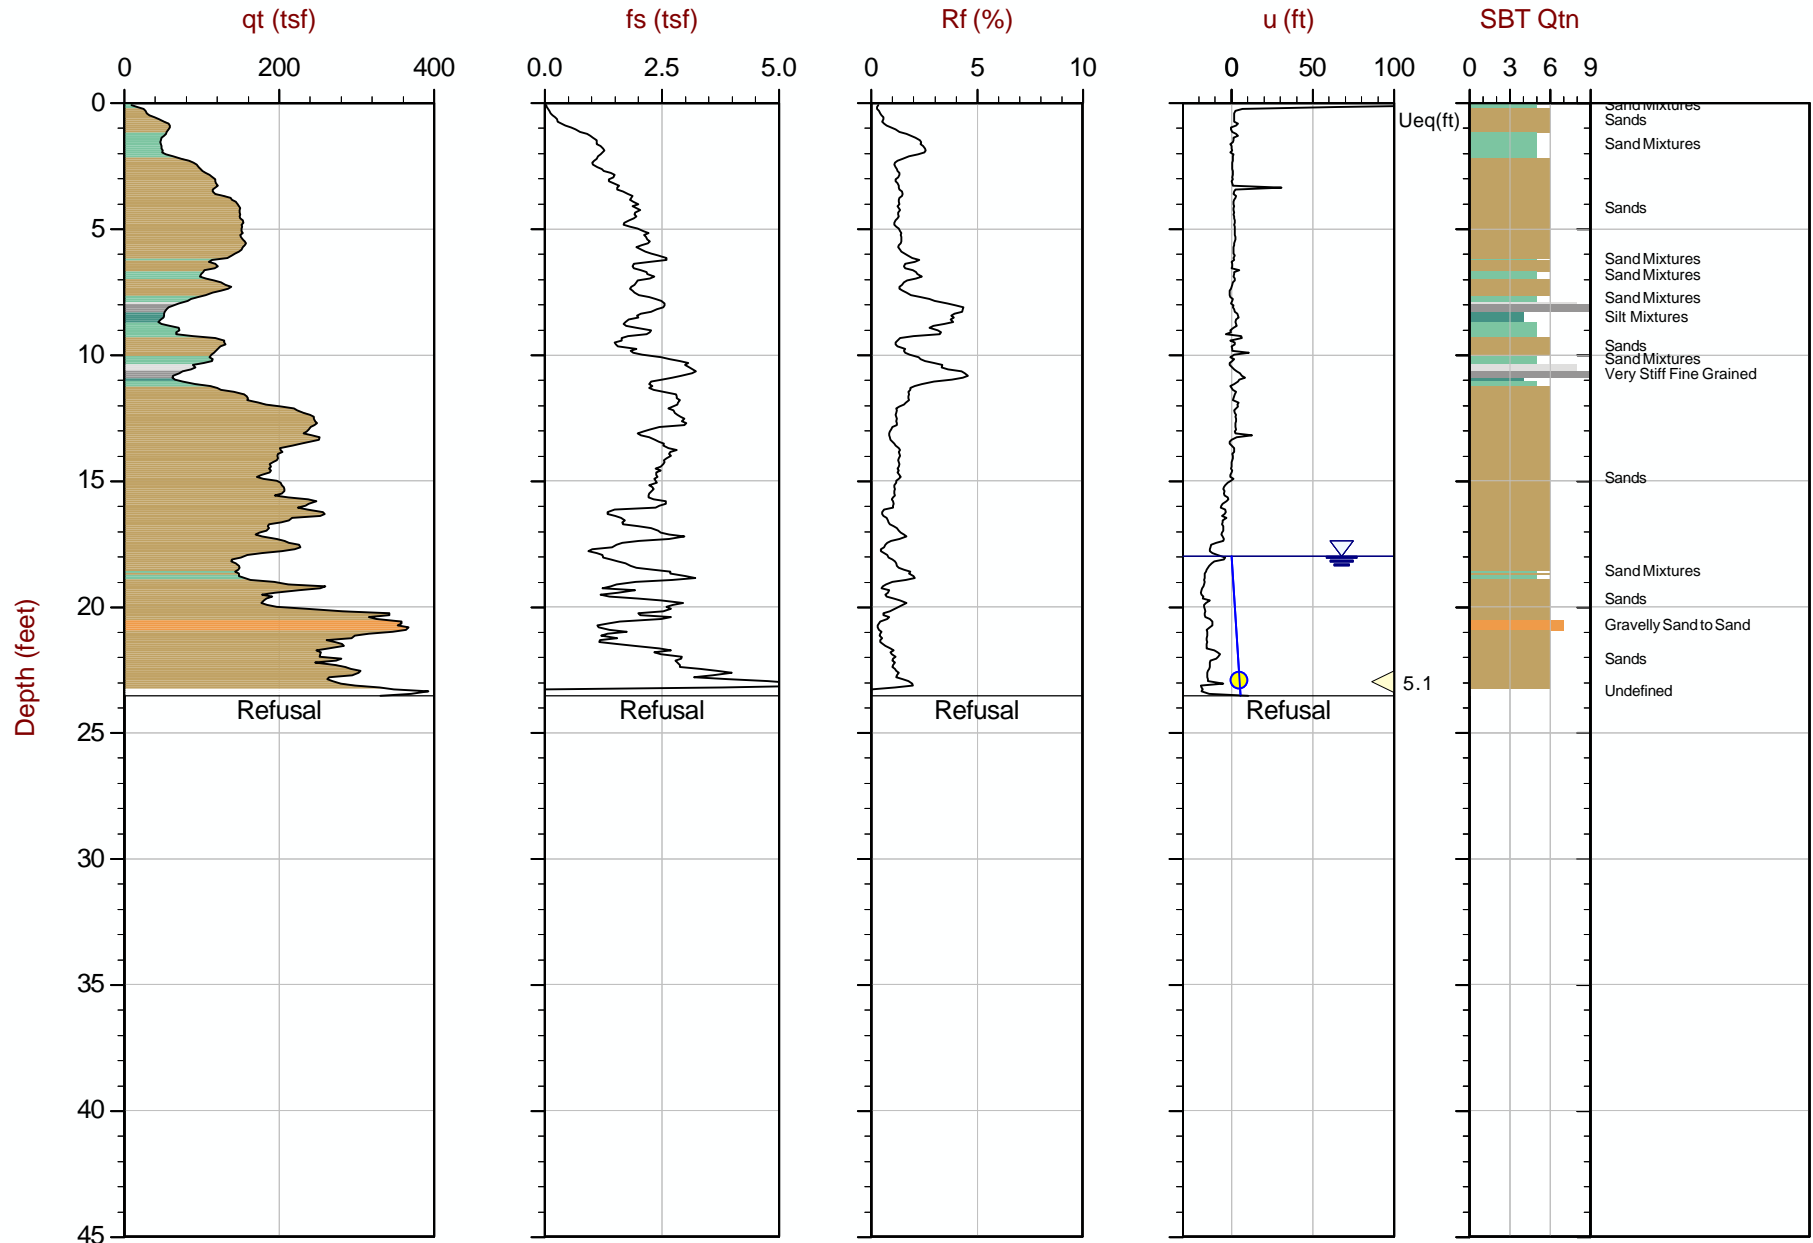 qt (tsf) fs (tsf) Rf (%) u (ft) SBT Qtn
0 200 400 0.0 2.5 5.0 0 5 10 0 50 100 0 3 6 9
0
Sand Mixtures
Ueq(ft)
Sands
Sand Mixtures
Sands
5
Sand Mixtures
Sand Mixtures
Sand Mixtures
Silt Mixtures
Sands
10
Sand Mixtures
Very Stiff Fine Grained
15
Sands
Sand Mixtures
Sands
20
Gravelly Sand to Sand
Sands
5.1
Undefined
Refusal Refusal Refusal Refusal
25
30
35
40
45
Depth (feet)